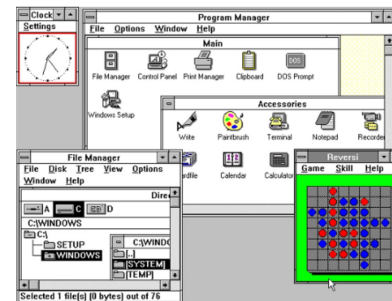 Clock
Settings
Program Manager
File Options Window Help
Main
File Manager
Control Panel
Print Manager
Clipboard
DOS Prompt
Windows Setup
Accessories
Write
Paintbrush
Terminal
Notepad
Recorder
Cardfile
Calendar
Calculator
File Manager
File Disk Tree View Options
Window Help
A
C
D
C:\WINDOWS
C:\
SETUP
WINDOWS
C:\WIND
[..]
[SYSTEM]
[TEMP]
Selected 1 file(s) (0 bytes) out of 76
Reversi
Game Skill Help